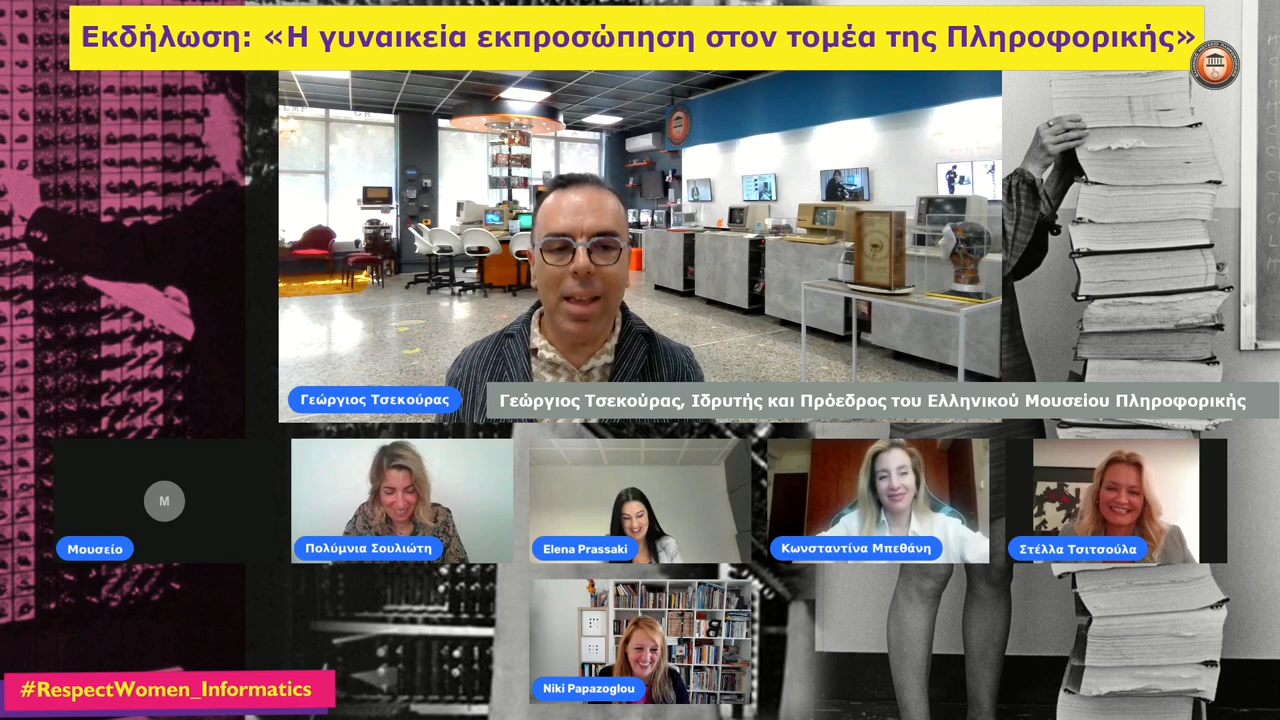 Εκδήλωση: «Η γυναικεία εκπροσώπηση στον τομέα της Πληροφορικής»
GR
Γεώργιος Τσεκούρας
Γεώργιος Τσεκούρας, Ιδρυτής και Πρόεδρος του Ελληνικού Μουσείου Πληροφορικής
M
Μουσείο
Πολύμνια Σουλιώτη
Elena Prassaki
Κωνσταντίνα Μπεθάνη
Στέλλα Τσιτσούλα
Niki Papazoglou
#RespectWomen_Informatics